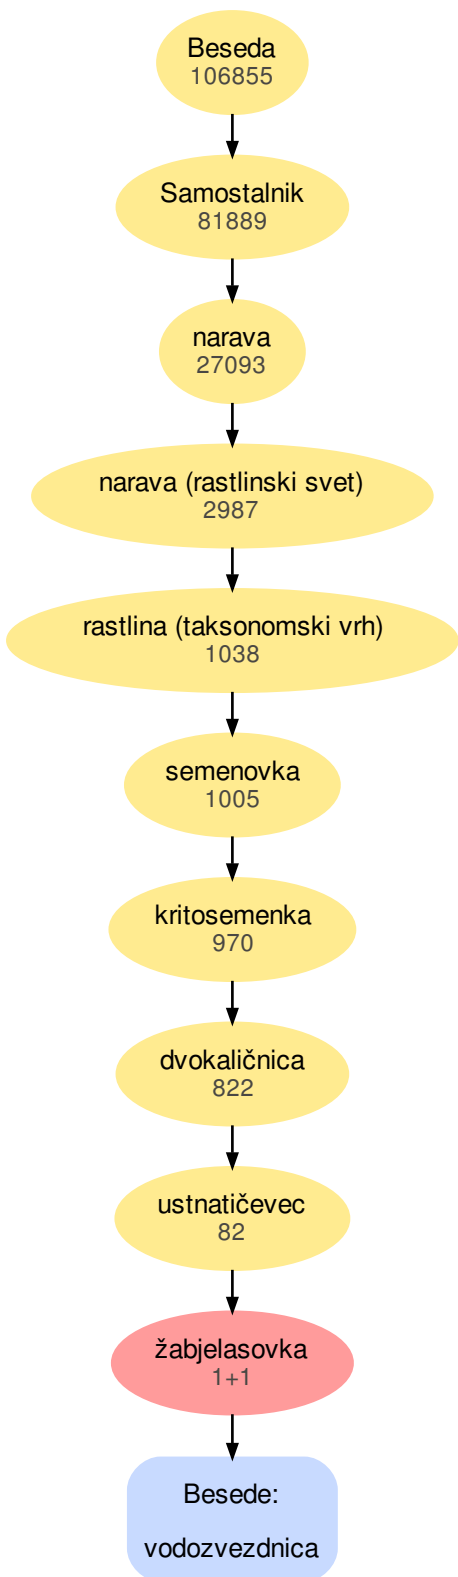 Beseda
106855
Samostalnik
81889
narava
27093
narava (rastlinski svet)
2987
rastlina (taksonomski vrh)
1038
semenovka
1005
kritosemenka
970
dvokaličnica
822
ustnatičevec
82
žabjelasovka
1+1
Besede:
vodozvezdnica